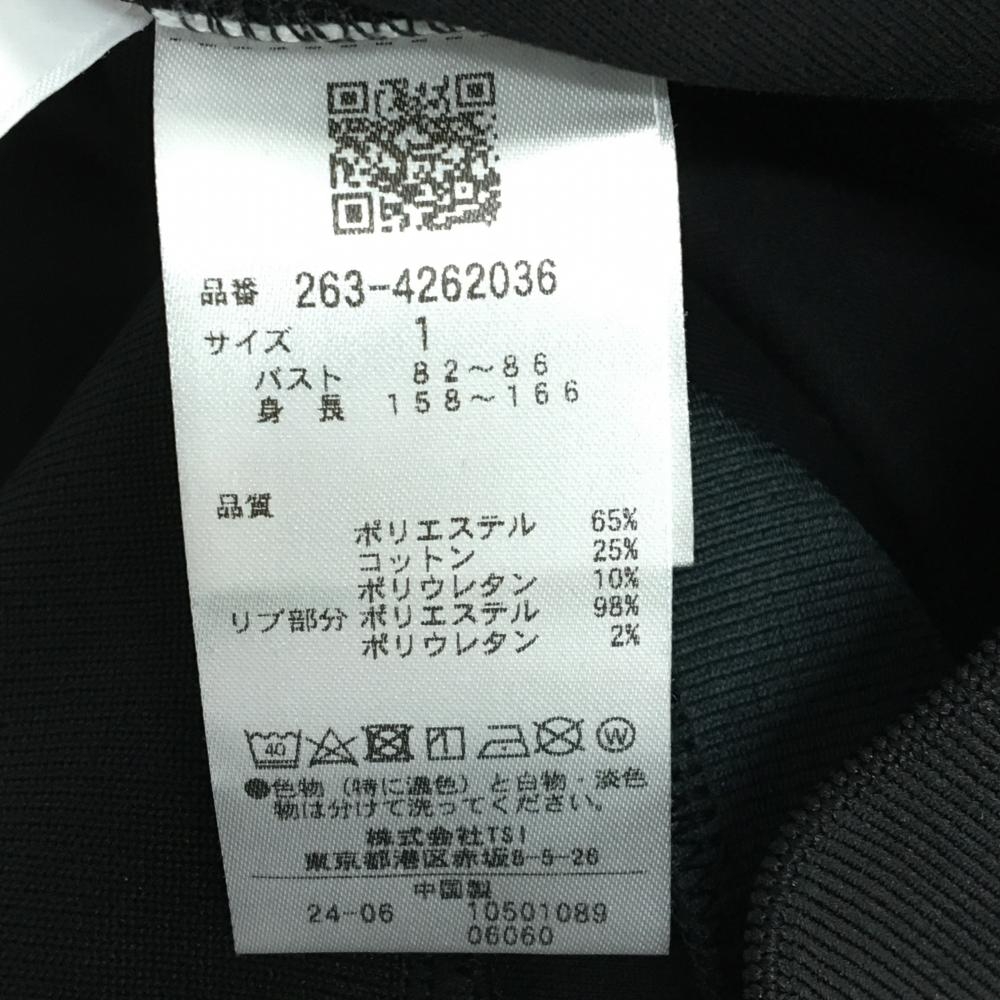 品番 263-4262036
サイズ 1
バスト 82～86
身 長 158～166
品質
ポリエステル 65%
コットン 25%
ポリウレタン 10%
リブ部分 ポリエステル 98%
ポリウレタン 2%
40 W
●色物（特に濃色）と白物・淡色
物は分けて洗ってください。
株式会社TSI
東京都港区赤坂8-5-26
中国製
24-06 10501089
06060